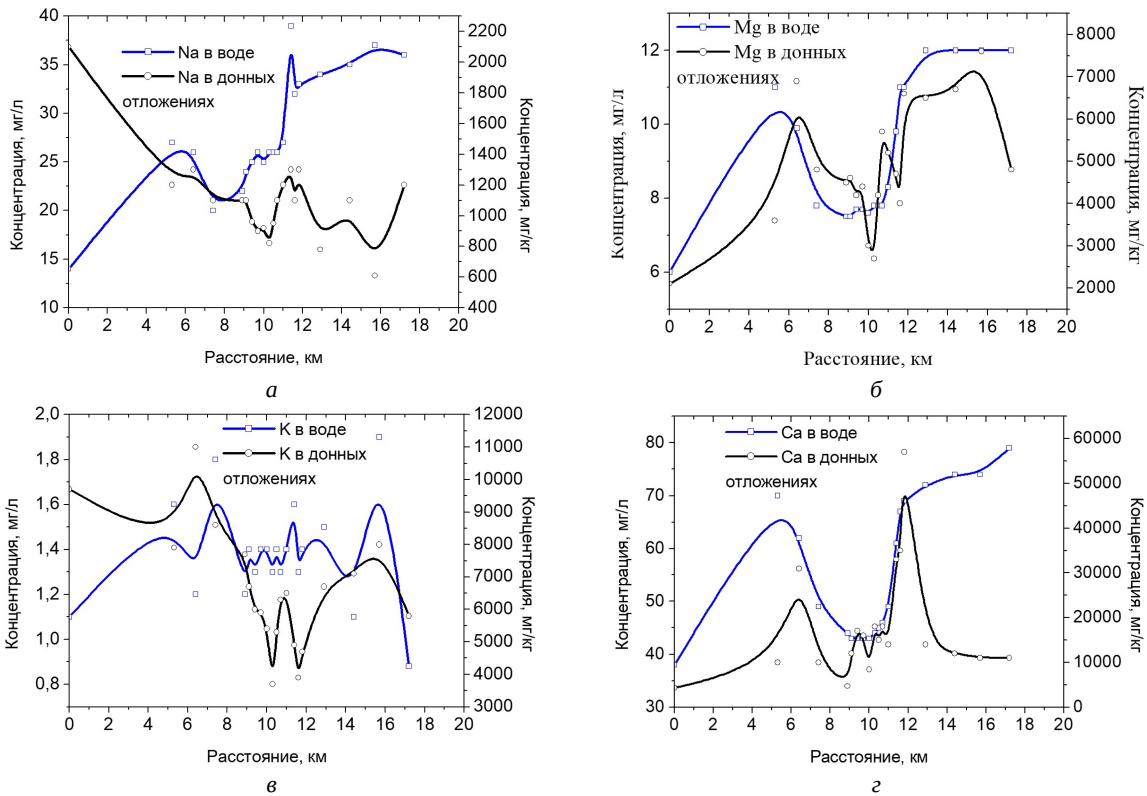 Na в воде
Na в донных
отложениях
Концентрация, мг/л
Концентрация, мг/кг
40
35
30
25
20
15
10
2200
2000
1800
1600
1400
1200
1000
800
600
400
0 2 4 6 8 10 12 14 16 18 20
Расстояние, км
а
Mg в воде
Mg в донных
отложениях
Концентрация, мг/л
Концентрация, мг/кг
12
10
8
6
8000
7000
6000
5000
4000
3000
2000
0 2 4 6 8 10 12 14 16 18 20
Расстояние, км
б
K в воде
K в донных
отложениях
Концентрация, мг/л
Концентрация, мг/кг
2,0
1,8
1,6
1,4
1,2
1,0
0,8
12000
11000
10000
9000
8000
7000
6000
5000
4000
3000
0 2 4 6 8 10 12 14 16 18 20
Расстояние, км
в
Ca в воде
Ca в донных
отложениях
Концентрация, мг/л
Концентрация, мг/кг
80
70
60
50
40
30
60000
50000
40000
30000
20000
10000
0
0 2 4 6 8 10 12 14 16 18 20
Расстояние, км
г